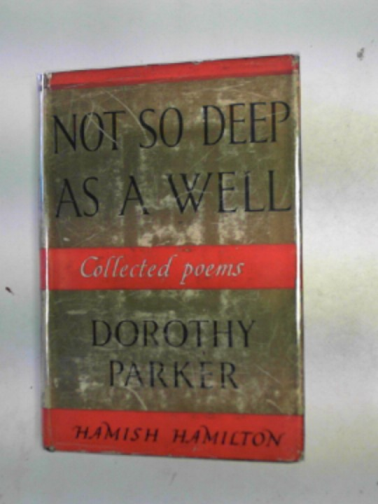 NOT SO DEEP
AS A WELL
Collected poems
DOROTHY
PARKER
HAMISH HAMILTON